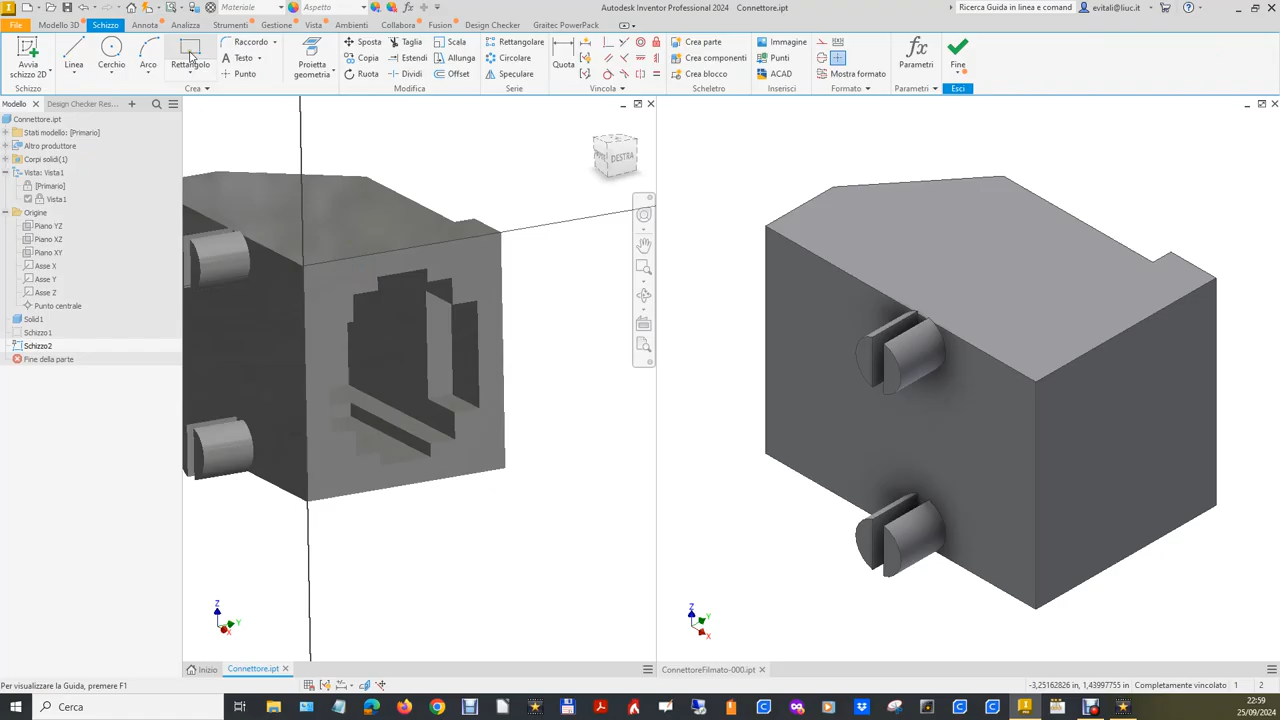 Materiale
Aspetto
Autodesk Inventor Professional 2024   Connettore.ipt
Ricerca Guida in linea e comandi
evitali@liuc.it
File
Modello 3D
Schizzo
Annota
Analizza
Strumenti
Gestione
Vista
Ambienti
Collabora
Fusion
Design Checker
Graitec PowerPack
Avvia
schizzo 2D
Linea
Cerchio
Arco
Rettangolo
Raccordo
Testo
Punto
Proietta
geometria
Sposta
Copia
Ruota
Taglia
Estendi
Dividi
Scala
Allunga
Offset
Rettangolare
Circolare
Speculare
Quota
Crea parte
Crea componenti
Crea blocco
Immagine
Punti
ACAD
Mostra formato
Parametri
Fine
Schizzo
Crea
Modifica
Serie
Vincola
Scheletro
Inserisci
Formato
Parametri
Esci
Modello
Design Checker Res...
Connettore.ipt
Stati modello: [Primario]
Altro produttore
Corpi solidi(1)
Vista: Vista1
[Primario]
Vista1
Origine
Piano YZ
Piano XZ
Piano XY
Asse X
Asse Y
Asse Z
Punto centrale
Solid1
Schizzo1
Schizzo2
Fine della parte
DESTRA
Z
Y
X
Z
Y
X
Inizio
Connettore.ipt
ConnettoreFilmato-000.ipt
Per visualizzare la Guida, premere F1
-3,25162826 in, 1,43997755 in
Completamente vincolato
1
2
Cerca
22:59
25/09/2024